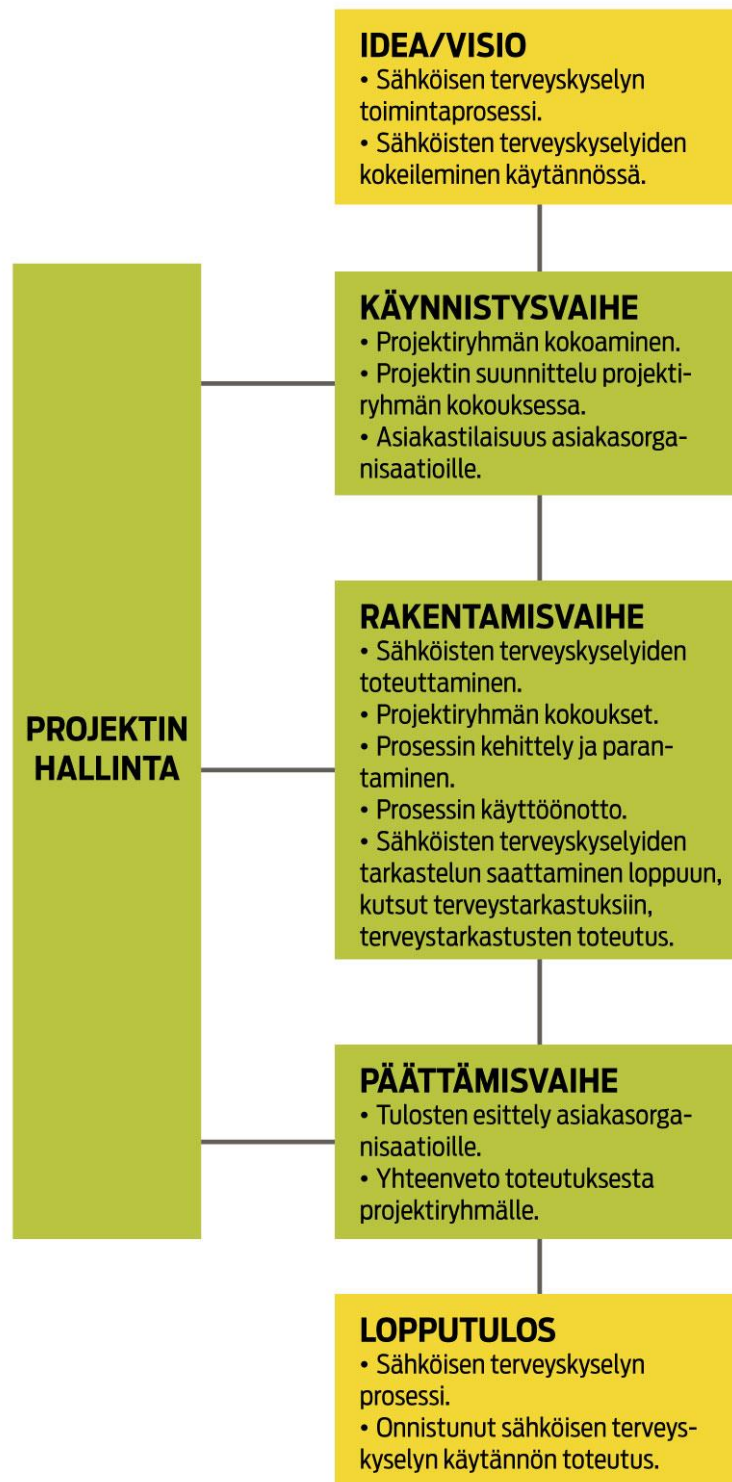 IDEA/VISIO
• Sähköisen terveyskyselyn
toimintaprosessi.
• Sähköisten terveyskyselyiden
kokeileminen käytännössä.
KÄYNNISTYSVAIHE
• Projektiryhmän kokoaminen.
• Projektin suunnittelu projekti-
ryhmän kokouksessa.
• Asiakastilaisuus asiakasorga-
nisaatioille.
PROJEKTIN
HALLINTA
RAKENTAMISVAIHE
• Sähköisten terveyskyselyiden
toteuttaminen.
• Projektiryhmän kokoukset.
• Prosessin kehittely ja paran-
taminen.
• Prosessin käyttöönotto.
• Sähköisten terveyskyselyiden
tarkastelun saattaminen loppuun,
kutsut terveystarkastuksiin,
terveystarkastusten toteutus.
PÄÄTTÄMISVAIHE
• Tulosten esittely asiakasorga-
nisaatioille.
• Yhteenveto toteutuksesta
projektiryhmälle.
LOPPUTULOS
• Sähköisen terveyskyselyn
prosessi.
• Onnistunut sähköisen terveys-
kyselyn käytännön toteutus.